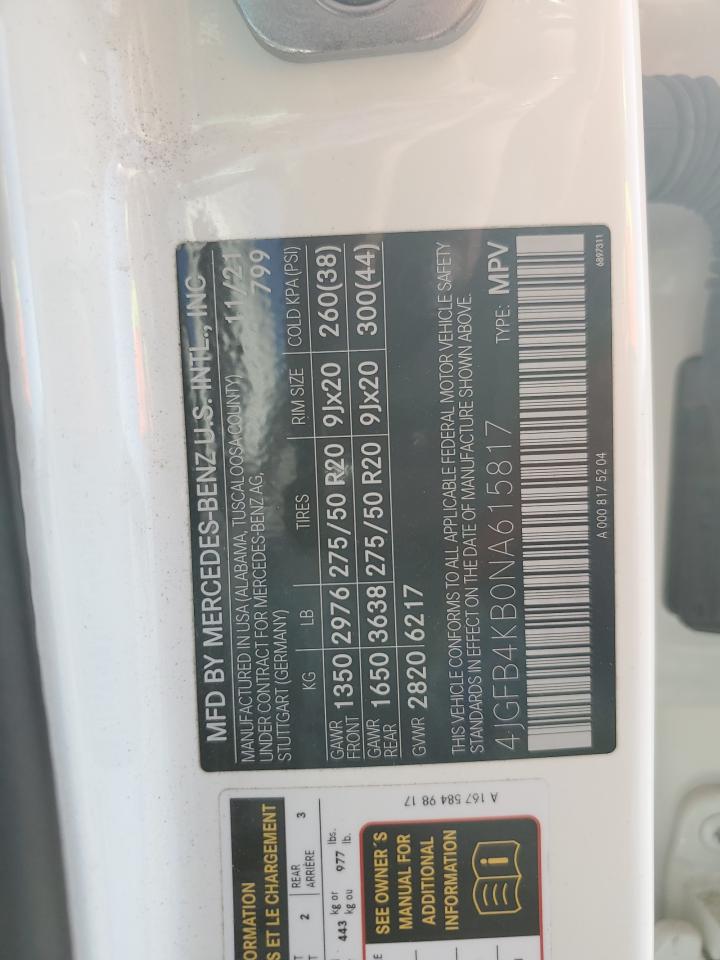 MFD BY MERCEDES-BENZ U.S. INTL., INC
MANUFACTURED IN USA (ALABAMA, TUSCALOOSA COUNTY) 11/21
UNDER CONTRACT FOR MERCEDES-BENZ AG, 799
STUTTGART (GERMANY)
KG LB TIRES RIM SIZE COLD KPA (PSI)
GAWR FRONT 1350 2976 275/50 R20 9Jx20 260(38)
GAWR REAR 1650 3638 275/50 R20 9Jx20 300(44)
GVWR 2820 6217
THIS VEHICLE CONFORMS TO ALL APPLICABLE FEDERAL MOTOR VEHICLE SAFETY
STANDARDS IN EFFECT ON THE DATE OF MANUFACTURE SHOWN ABOVE.
4JGFB4KB0NA615817 TYPE: MPV
A 000 817 52 04 6897311
ORMATION
S ET LE CHARGEMENT
2 REAR ARRIÈRE 3
443 kg or kg ou 977 lbs. lb.
SEE OWNER'S
MANUAL FOR
ADDITIONAL
INFORMATION
A 167 584 98 17